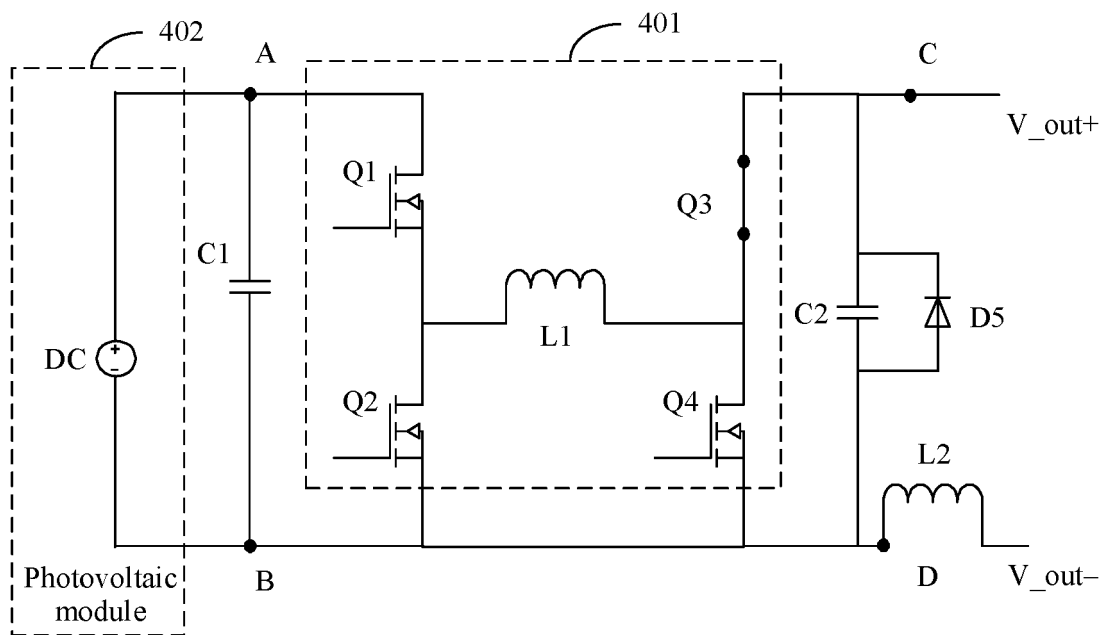 402
A
401
C
V_out+
Q1
Q3
C1
L1
C2
D5
DC
Q2
Q4
L2
Photovoltaic
module
B
D
V_out−